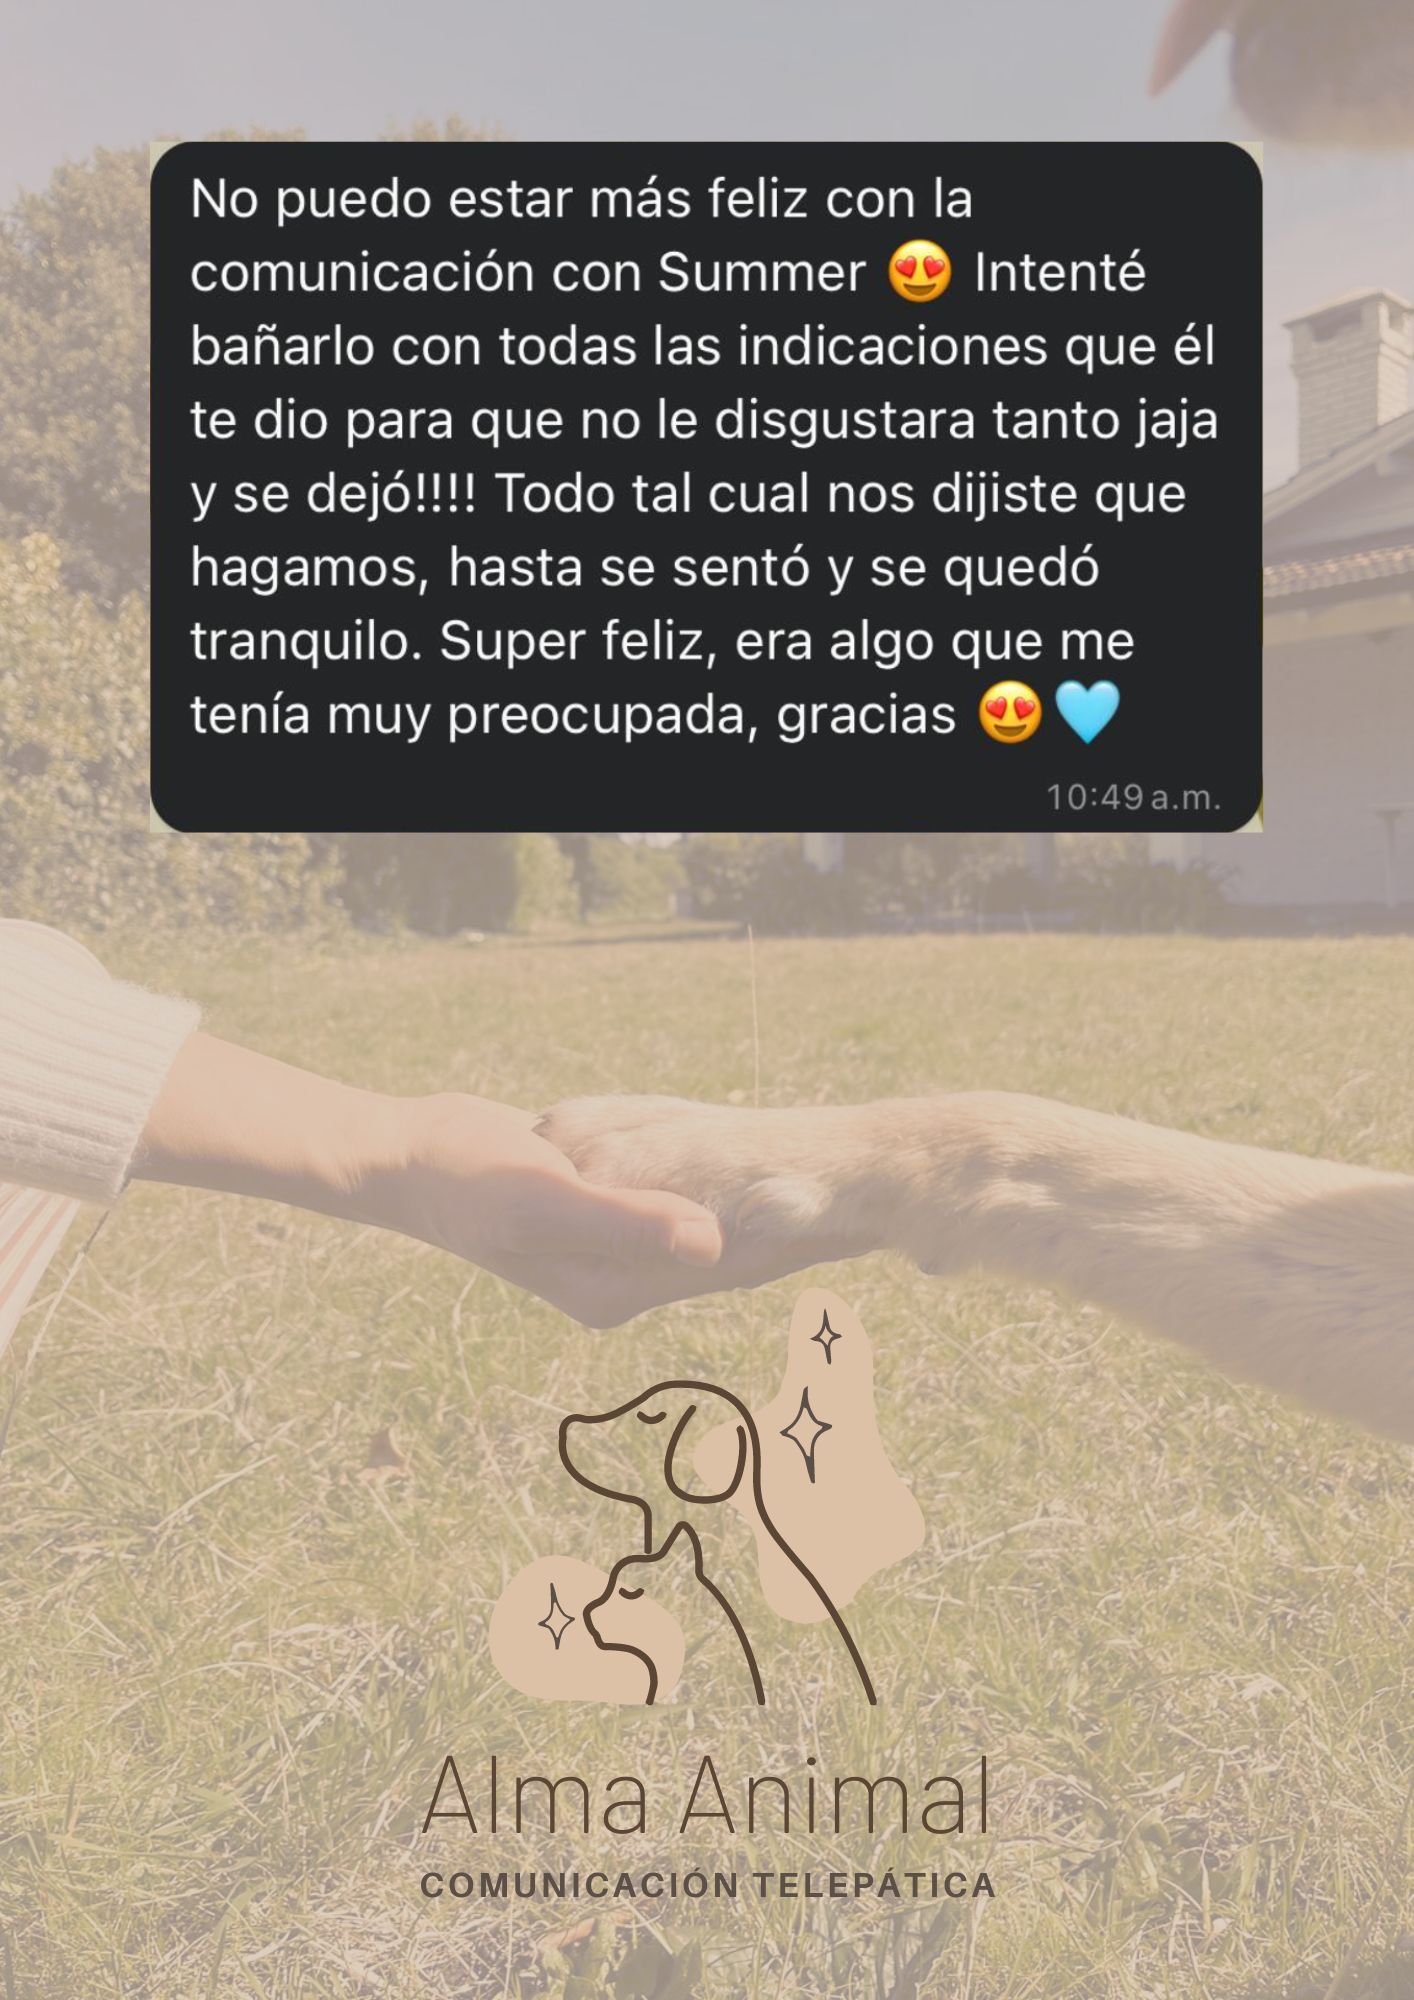 No puedo estar más feliz con la
comunicación con Summer 😍 Intenté
bañarlo con todas las indicaciones que él
te dio para que no le disgustara tanto jaja
y se dejó!!!! Todo tal cual nos dijiste que
hagamos, hasta se sentó y se quedó
tranquilo. Super feliz, era algo que me
tenía muy preocupada, gracias 😍🩵
10:49 a.m.
Alma Animal
COMUNICACIÓN TELEPÁTICA